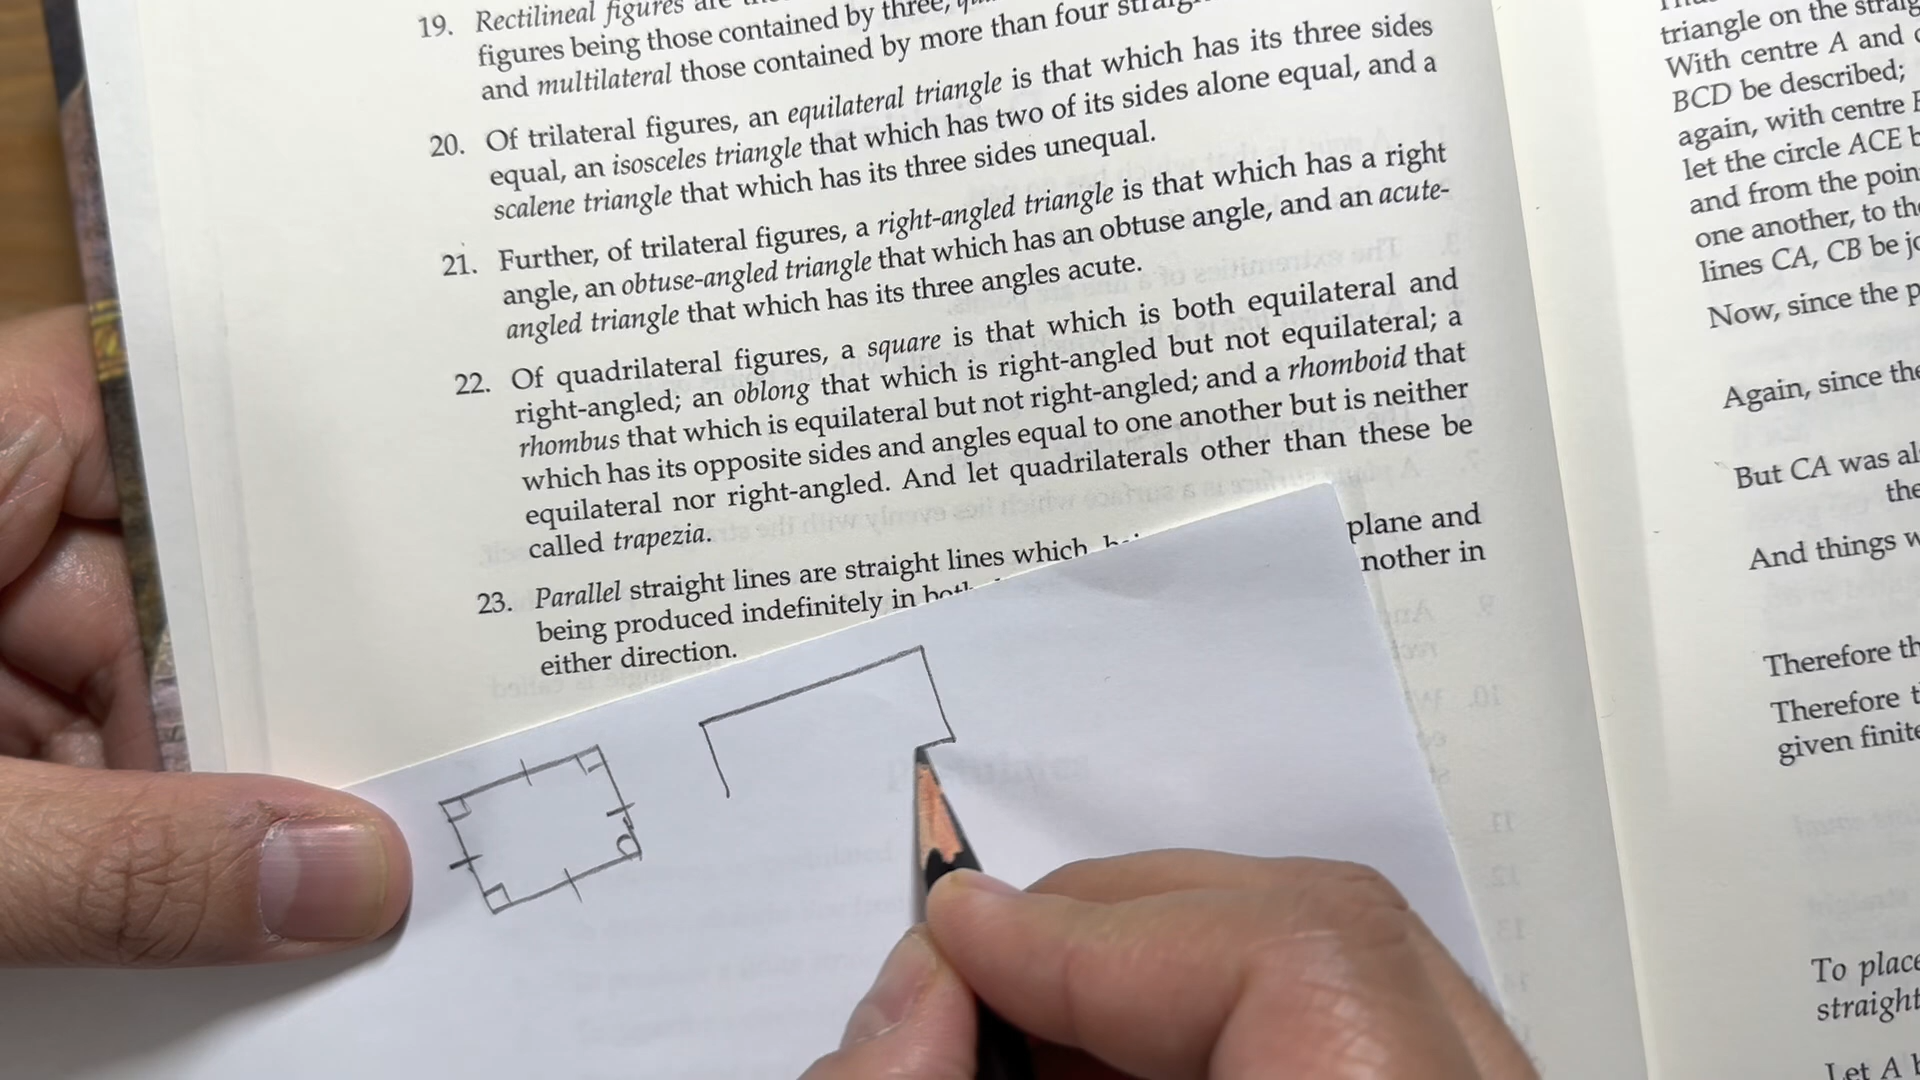 19. Rectilineal figures are
figures being those contained by three,
and multilateral those contained by more than four
20. Of trilateral figures, an equilateral triangle is that which has its three sides
equal, an isosceles triangle that which has two of its sides alone equal, and a
scalene triangle that which has its three sides unequal.
21. Further, of trilateral figures, a right-angled triangle is that which has a right
angle, an obtuse-angled triangle that which has an obtuse angle, and an acute-
angled triangle that which has its three angles acute.
22. Of quadrilateral figures, a square is that which is both equilateral and
right-angled; an oblong that which is right-angled but not equilateral; a
rhombus that which is equilateral but not right-angled; and a rhomboid that
which has its opposite sides and angles equal to one another but is neither
equilateral nor right-angled. And let quadrilaterals other than these be
called trapezia.
23. Parallel straight lines are straight lines which plane and
being produced indefinitely in nother in
either direction.
triangle on the
With centre A and
BCD be described;
again, with centre
let the circle ACE
and from the
one another, to
lines CA, CB be
Now, since the
Again, since
But CA was
And things
Therefore
Therefore
given
To place
straight
Let A